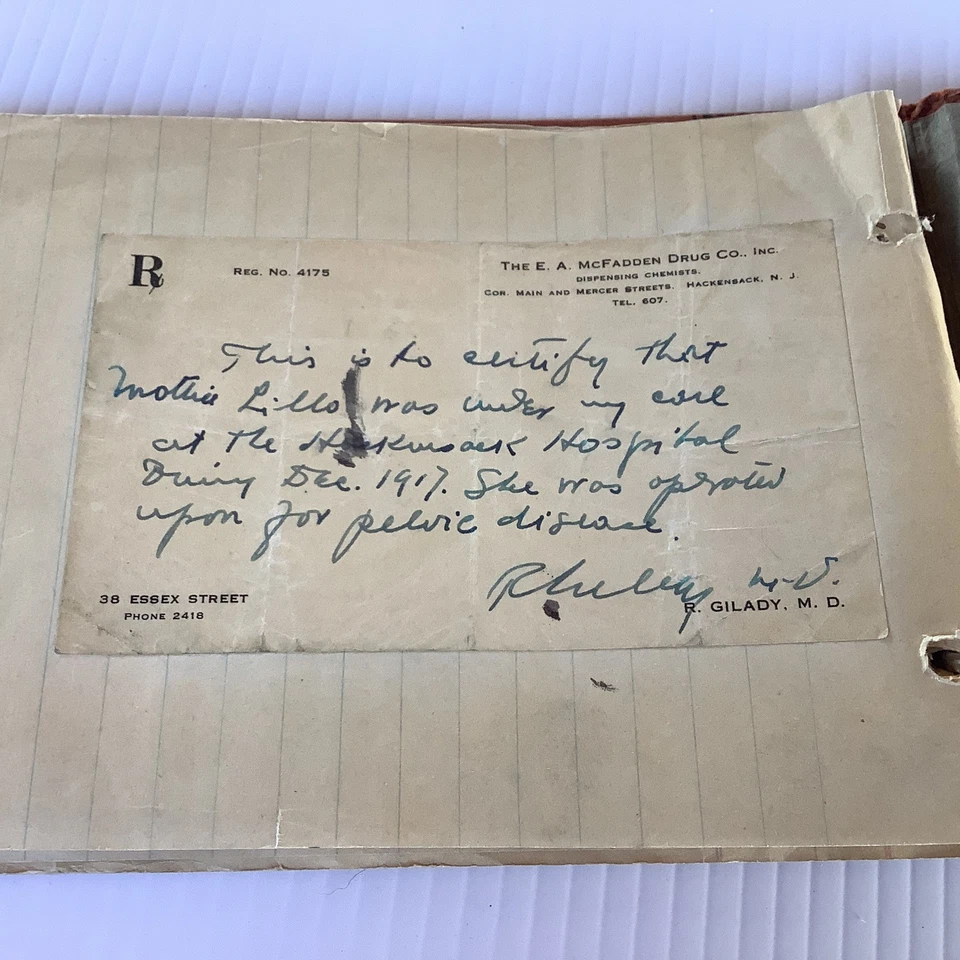 R
REG. NO. 4175
THE E. A. MCFADDEN DRUG CO., INC.
DISPENSING CHEMISTS.
COR. MAIN AND MERCER STREETS. HACKENSACK, N. J.
TEL. 607.
This is to certify that
Lillo was under my care
at the Hackensack Hospital
During Dec. 1917. She was operated
upon for pelvic disease.
M.D.
38 ESSEX STREET
PHONE 2418
R. GILADY, M. D.